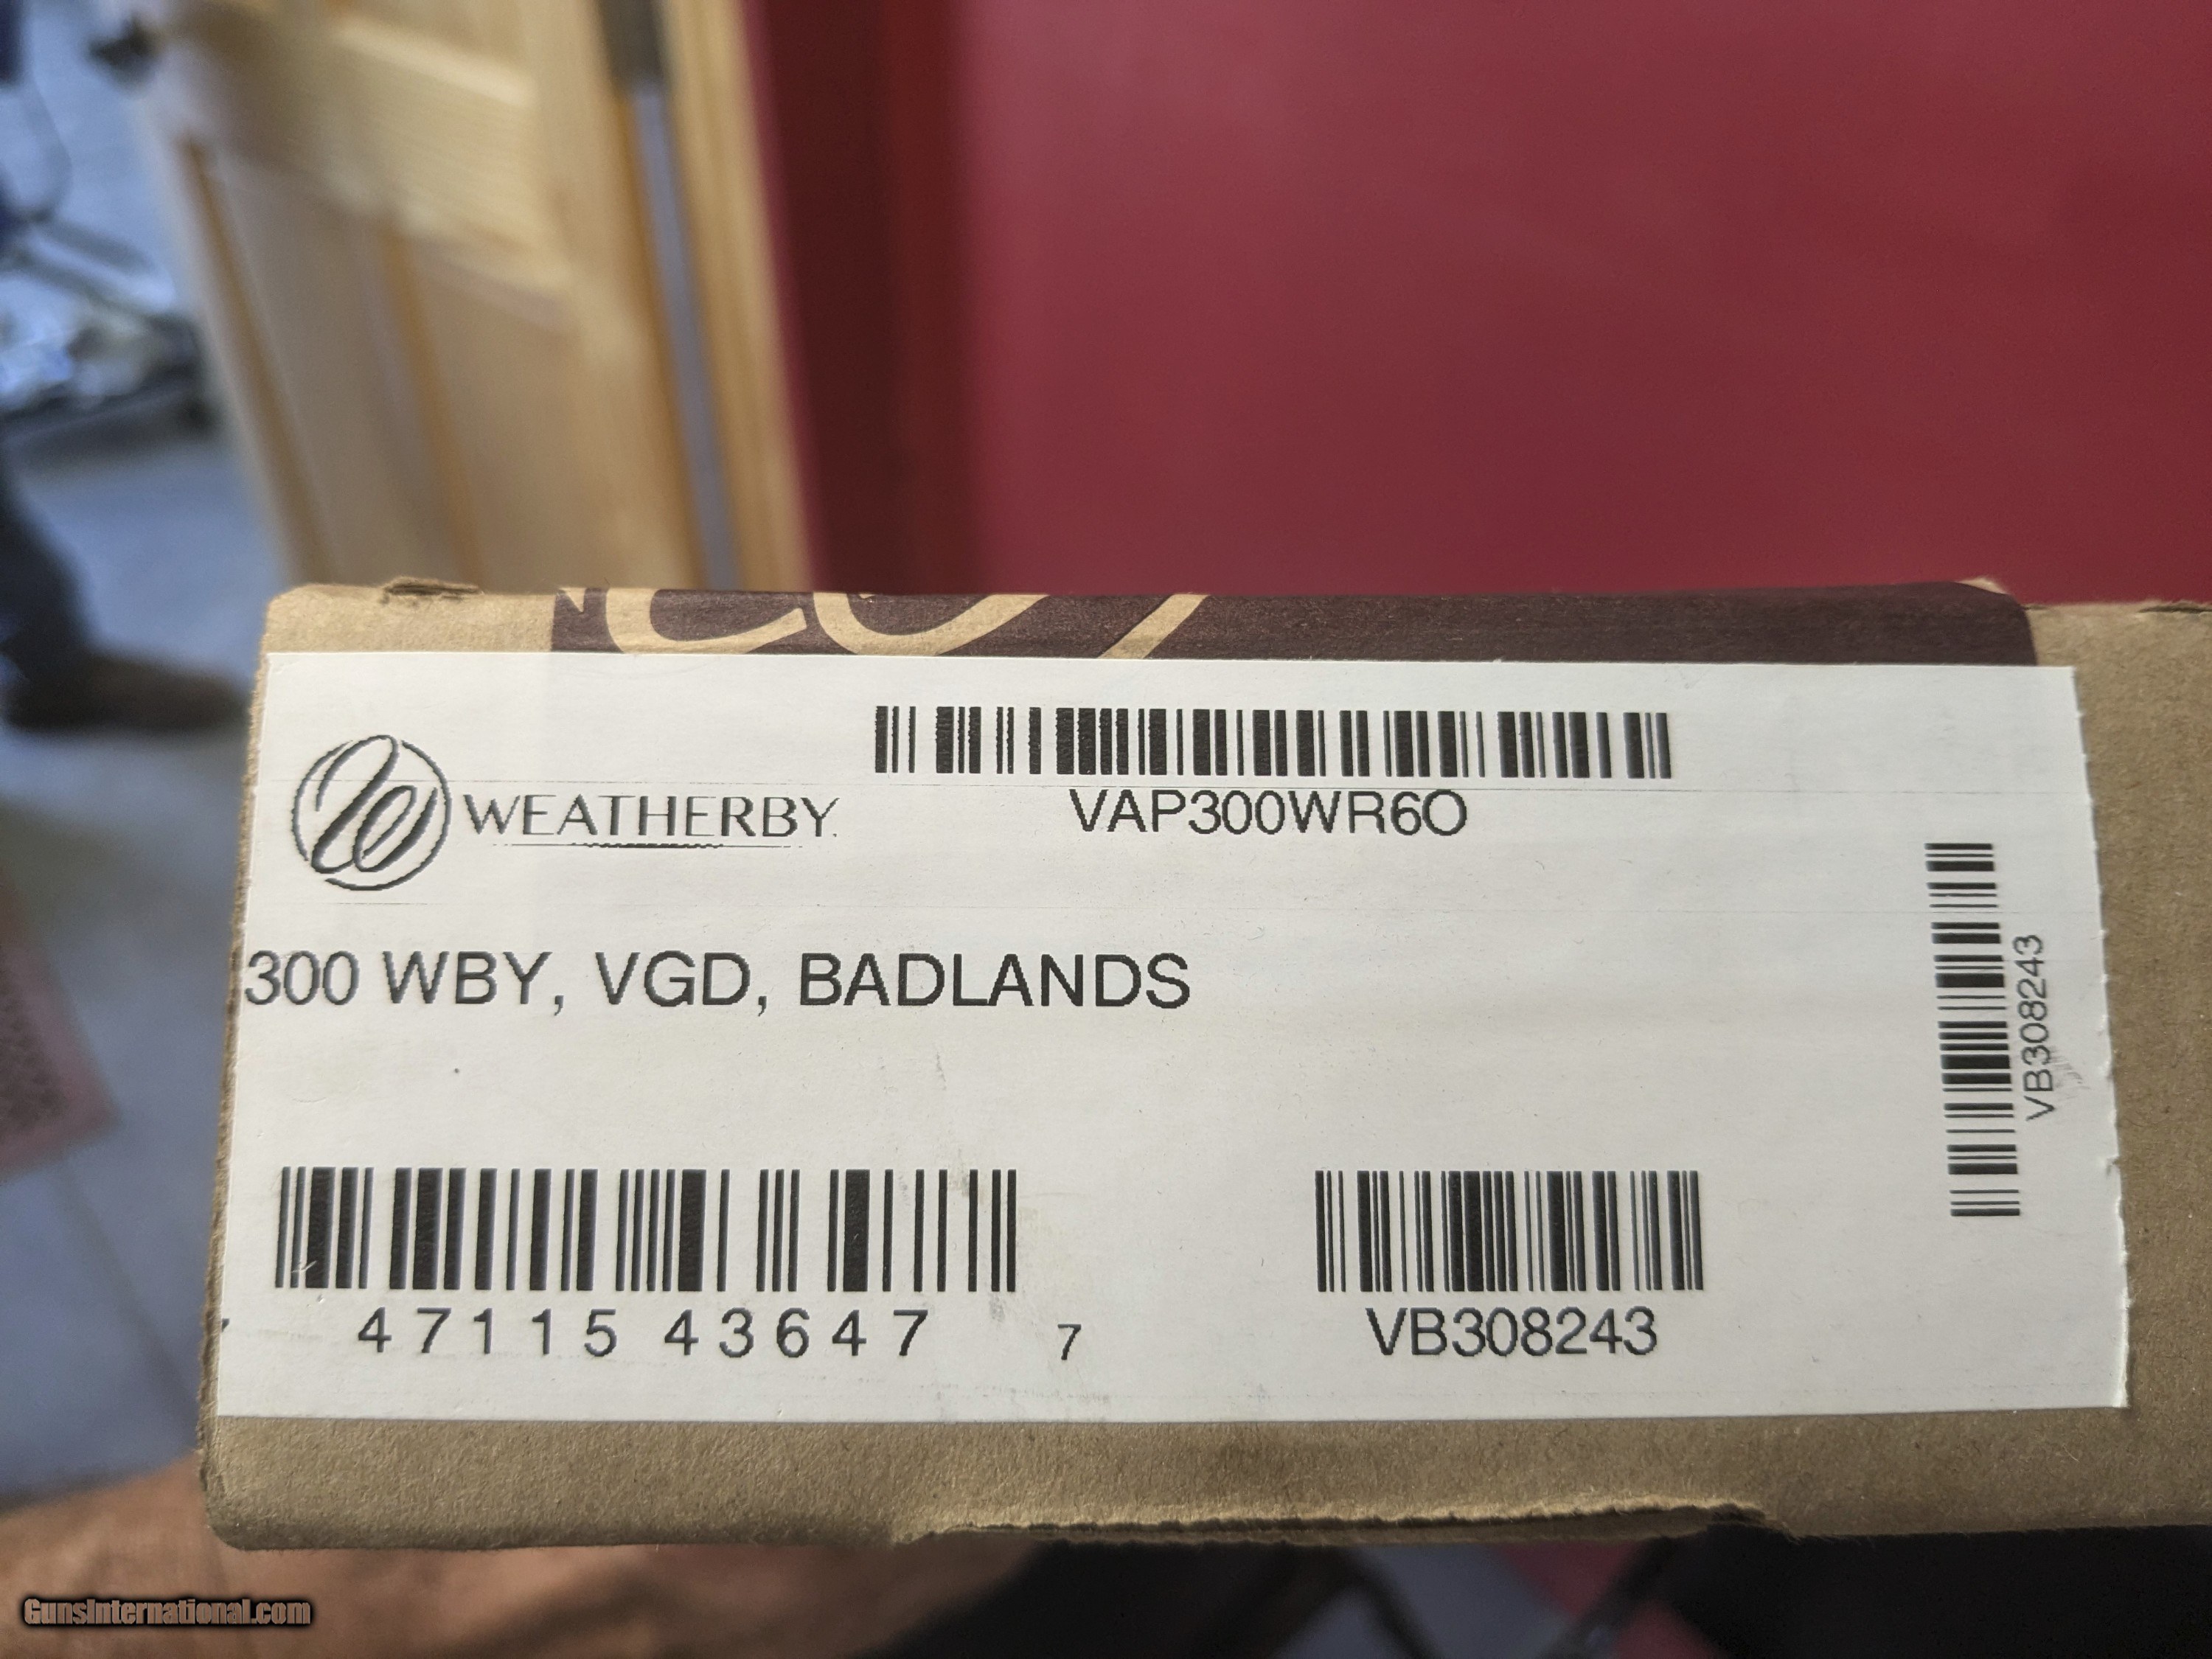 WEATHERBY.
VAP300WR6O
300 WBY, VGD, BADLANDS
VB308243
47115 43647 7
VB308243
GunsInternational.com